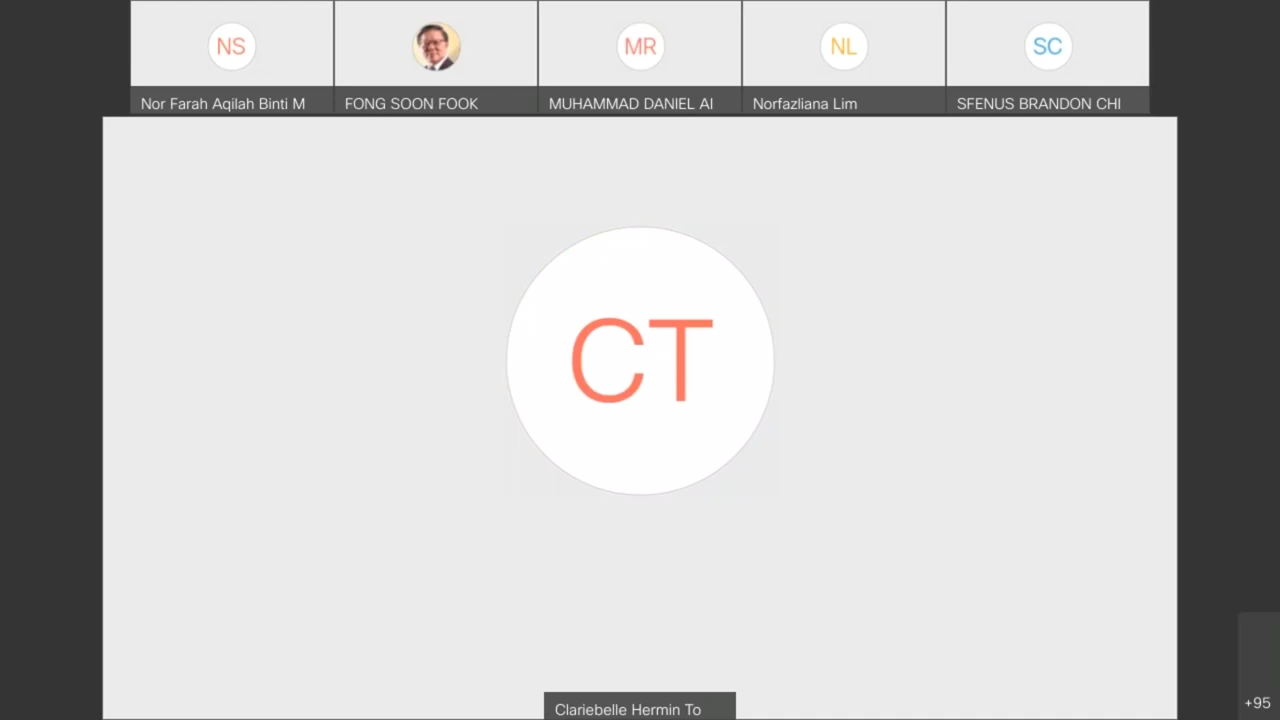 NS
MR
NL
SC
Nor Farah Aqilah Binti M
FONG SOON FOOK
MUHAMMAD DANIEL AI
Norfazliana Lim
SFENUS BRANDON CHI
CT
Clariebelle Hermin To
+95